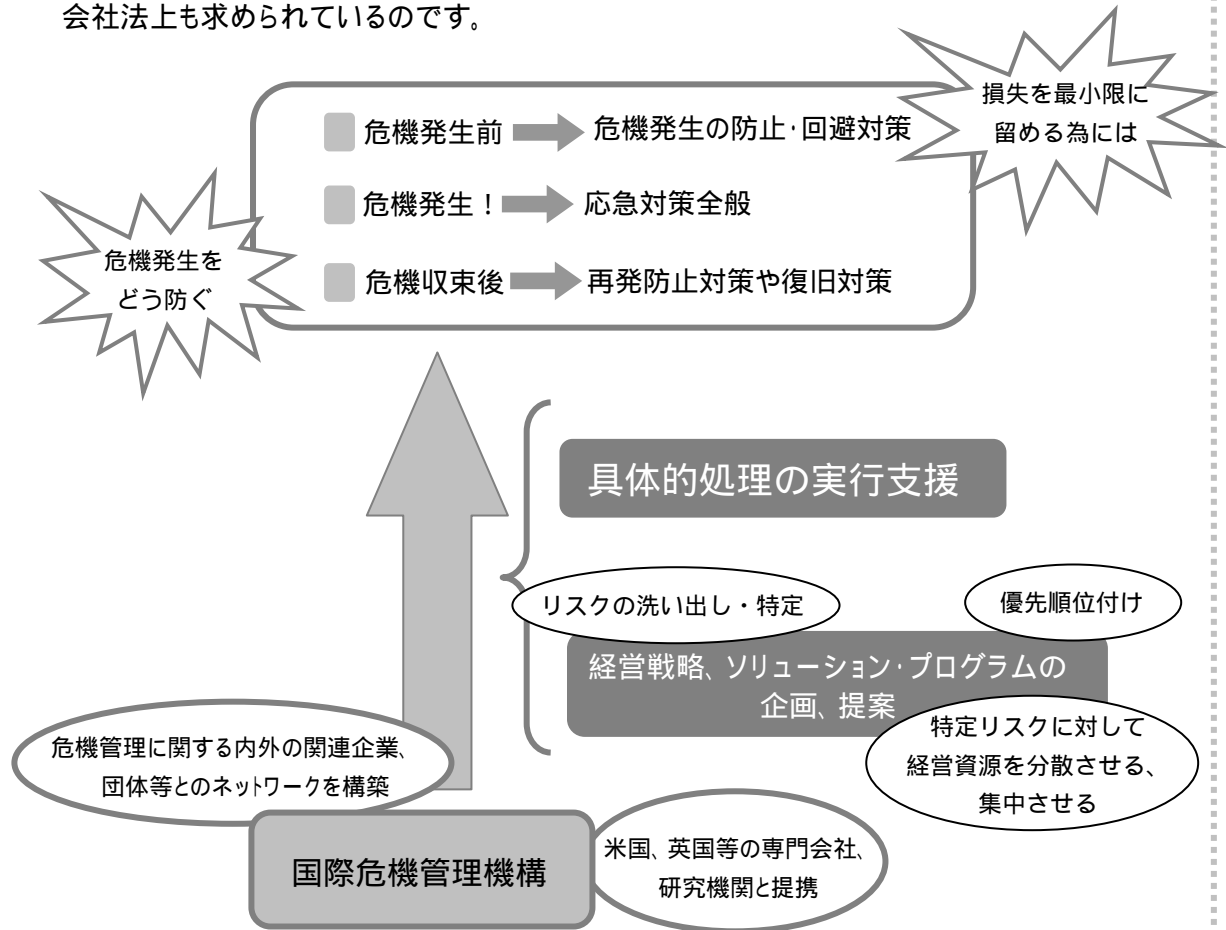 会社法上も求められているのです。
損失を最小限に
留める為には
危機発生前
危機発生の防止･回避対策
危機発生！
応急対策全般
危機収束後
再発防止対策や復旧対策
危機発生を
どう防ぐ
具体的処理の実行支援
リスクの洗い出し・特定
優先順位付け
経営戦略、ソリューション･プログラムの
企画、提案
特定リスクに対して
経営資源を分散させる、
集中させる
危機管理に関する内外の関連企業、
団体等とのネットワークを構築
国際危機管理機構
米国、英国等の専門会社、
研究機関と提携